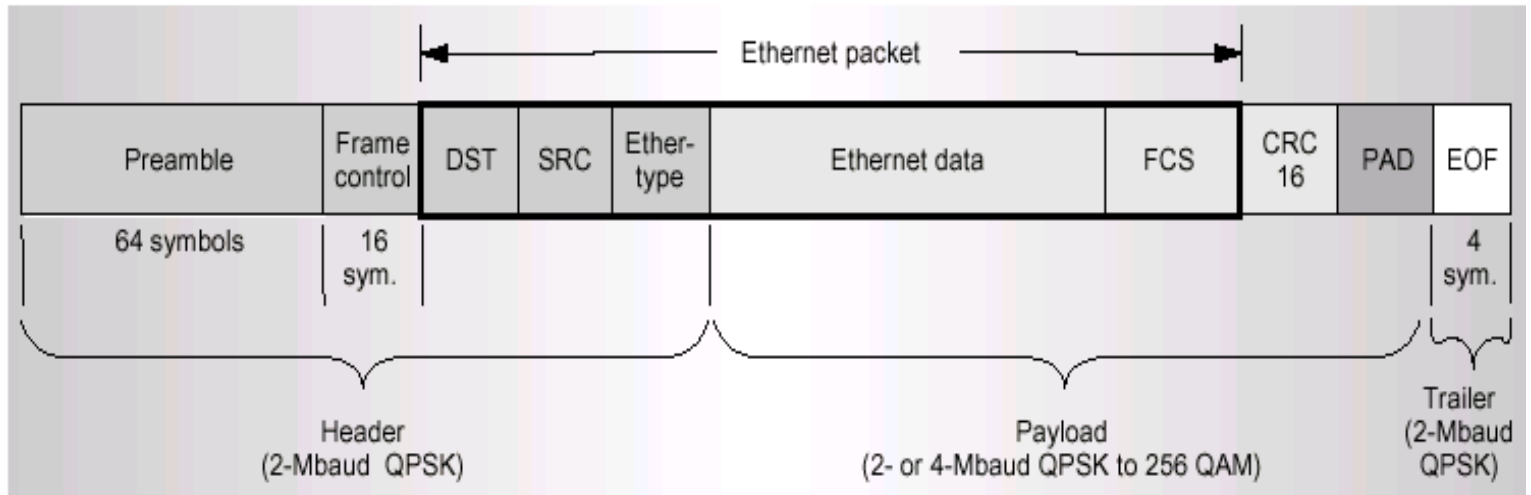 Ethernet packet
Preamble
Frame
control
DST
SRC
Ether-
type
Ethernet data
FCS
CRC
16
PAD
EOF
64 symbols
16
sym.
4
sym.
Header
(2-Mbaud QPSK)
Payload
(2- or 4-Mbaud QPSK to 256 QAM)
Trailer
(2-Mbaud
QPSK)